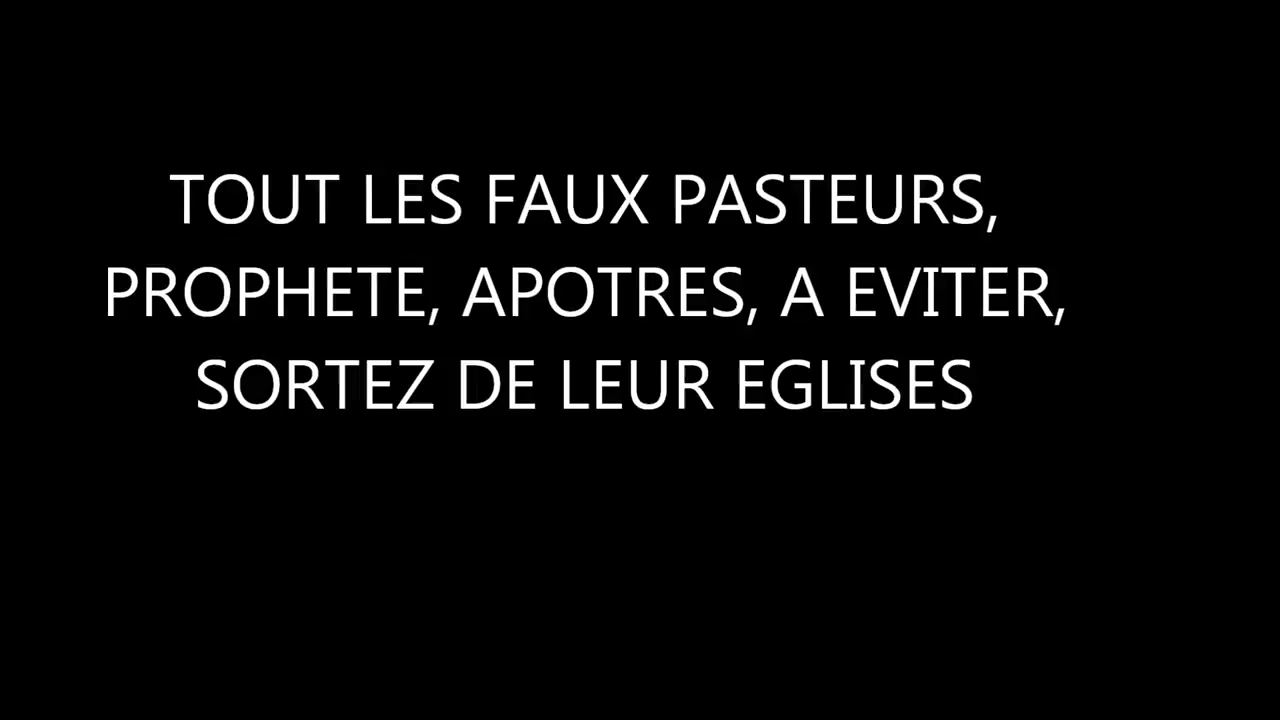 TOUT LES FAUX PASTEURS,
PROPHETE, APOTRES, A EVITER,
SORTEZ DE LEUR EGLISES